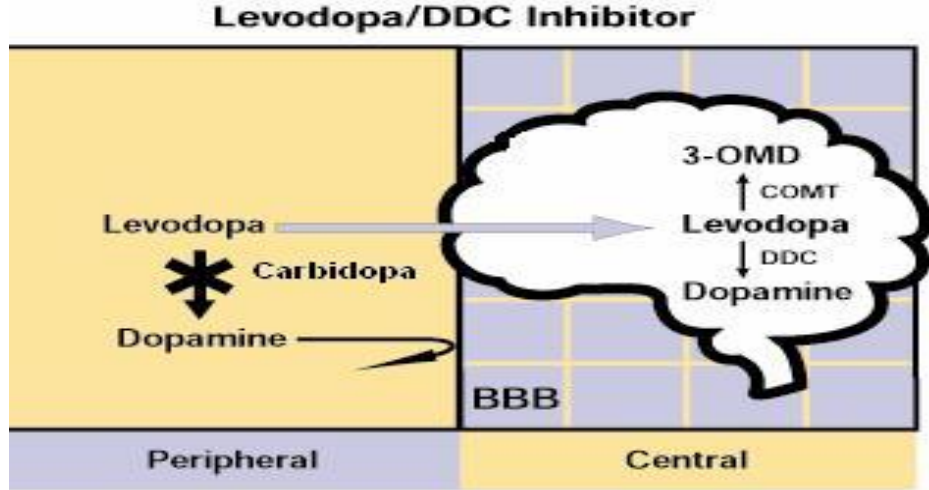 Levodopa/DDC Inhibitor
3-OMD
COMT
Levodopa
Levodopa
DDC
Carbidopa
Dopamine
Dopamine
BBB
Peripheral
Central